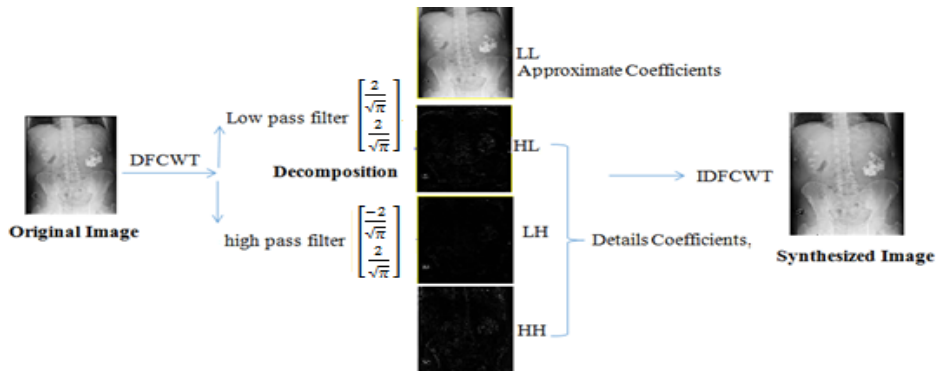 LL
Approximate Coefficients
Low pass filter [2/√π 2/√π]
DFCWT
HL
Decomposition
IDFCWT
Original Image
high pass filter [-2/√π 2/√π]
LH
Details Coefficients,
Synthesized Image
HH